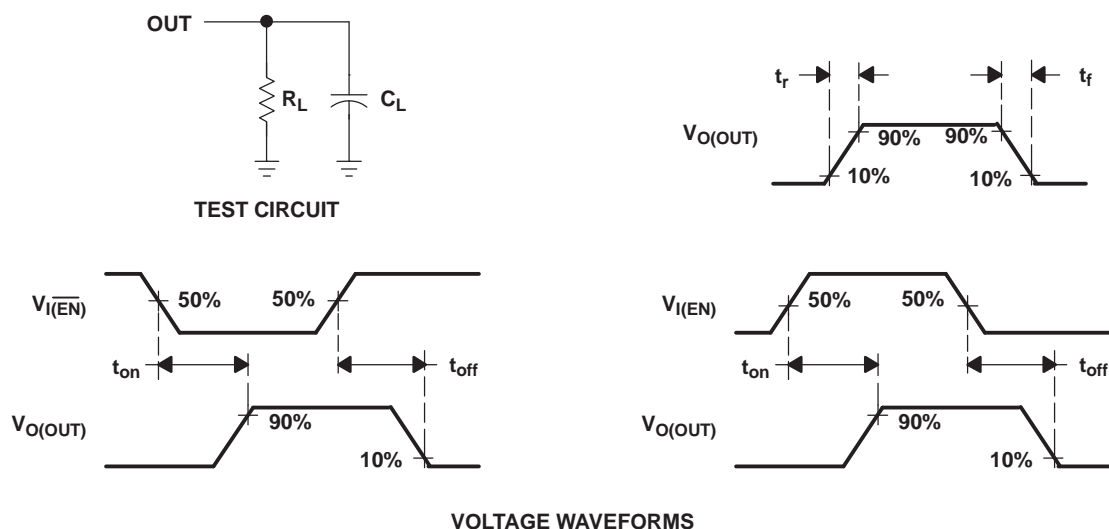 OUT
R_L
C_L
TEST CIRCUIT
t_r
t_f
V_O(OUT)
90%
90%
10%
10%
V_I(E̅N̅)
50%
50%
t_on
t_off
V_O(OUT)
90%
10%
V_I(EN)
50%
50%
t_on
t_off
V_O(OUT)
90%
10%
VOLTAGE WAVEFORMS